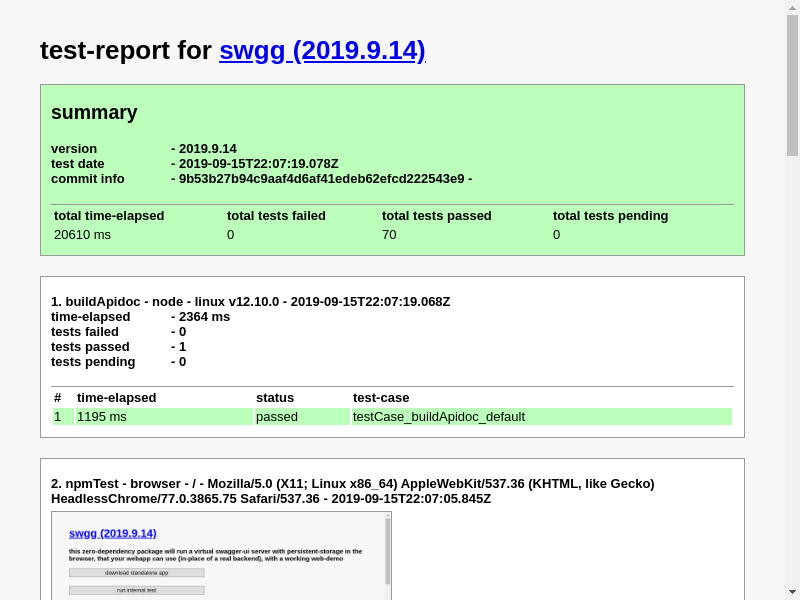 test-report for swgg (2019.9.14)
summary
version - 2019.9.14
test date - 2019-09-15T22:07:19.078Z
commit info - 9b53b27b94c9aaf4d6af41edeb62efcd222543e9 -
total time-elapsed total tests failed total tests passed total tests pending
20610 ms 0 70 0
1. buildApidoc - node - linux v12.10.0 - 2019-09-15T22:07:19.068Z
time-elapsed - 2364 ms
tests failed - 0
tests passed - 1
tests pending - 0
# time-elapsed status test-case
1 1195 ms passed testCase_buildApidoc_default
2. npmTest - browser - / - Mozilla/5.0 (X11; Linux x86_64) AppleWebKit/537.36 (KHTML, like Gecko)
HeadlessChrome/77.0.3865.75 Safari/537.36 - 2019-09-15T22:07:05.845Z
swgg (2019.9.14)
this zero-dependency package will run a virtual swagger-ui server with persistent-storage in the
browser, that your webapp can use (in-place of a real backend), with a working web-demo
download standalone app
run internal test